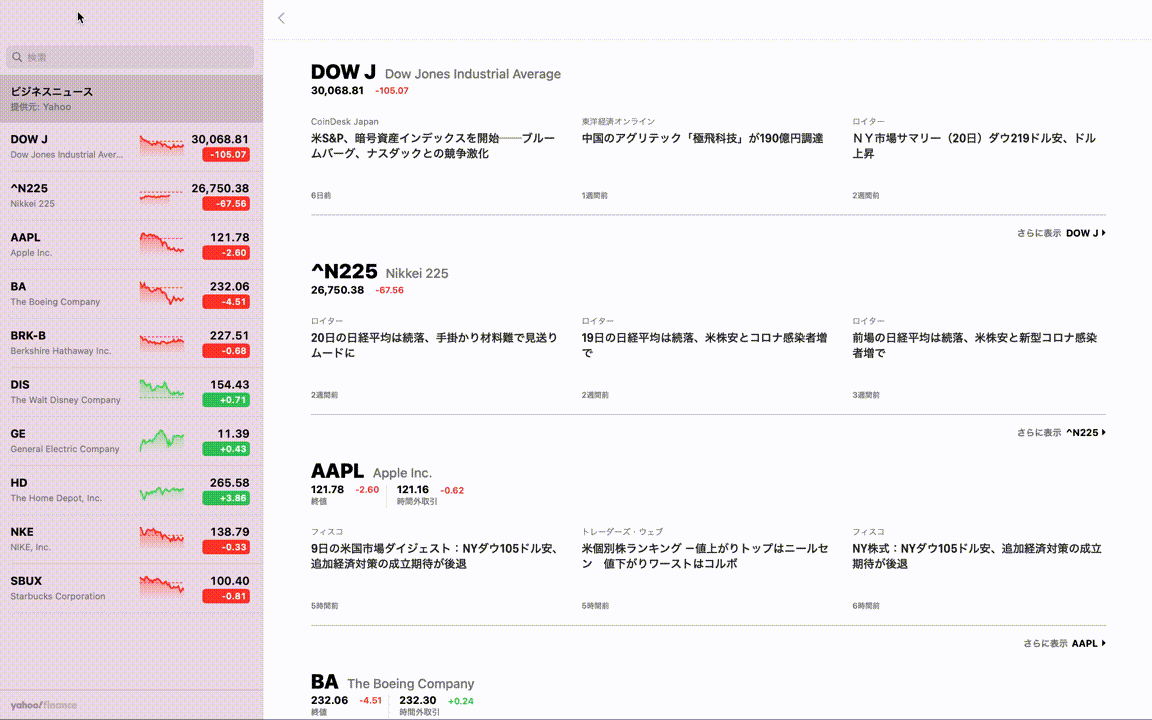 検索
ビジネスニュース
提供元: Yahoo
DOW J 30,068.81
Dow Jones Industrial Aver... -105.07
^N225 26,750.38
Nikkei 225 -67.56
AAPL 121.78
Apple Inc. -2.60
BA 232.06
The Boeing Company -4.51
BRK-B 227.51
Berkshire Hathaway Inc. -0.68
DIS 154.43
The Walt Disney Company +0.71
GE 11.39
General Electric Company +0.43
HD 265.58
The Home Depot, Inc. +3.86
NKE 138.79
NIKE, Inc. -0.33
SBUX 100.40
Starbucks Corporation -0.81
yahoo!finance
DOW J Dow Jones Industrial Average
30,068.81 -105.07
CoinDesk Japan
米S&P、暗号資産インデックスを開始──ブルー
ムバーグ、ナスダックとの競争激化
6日前
東洋経済オンライン
中国のアグリテック「極飛科技」が190億円調達
1週間前
ロイター
ＮＹ市場サマリー（20日）ダウ219ドル安、ドル
上昇
2週間前
さらに表示 DOW J
^N225 Nikkei 225
26,750.38 -67.56
ロイター
20日の日経平均は続落、手掛かり材料難で見送り
ムードに
2週間前
ロイター
19日の日経平均は続落、米株安とコロナ感染者増
で
2週間前
ロイター
前場の日経平均は続落、米株安と新型コロナ感染
者増で
3週間前
さらに表示 ^N225
AAPL Apple Inc.
121.78 -2.60 121.16 -0.62
終値 時間外取引
フィスコ
9日の米国市場ダイジェスト：NYダウ105ドル安、
追加経済対策の成立期待が後退
5時間前
トレーダーズ・ウェブ
米個別株ランキング －値上がりトップはニールセ
ン　値下がりワーストはコルボ
5時間前
フィスコ
NY株式：NYダウ105ドル安、追加経済対策の成立
期待が後退
6時間前
さらに表示 AAPL
BA The Boeing Company
232.06 -4.51 232.30 +0.24
終値 時間外取引